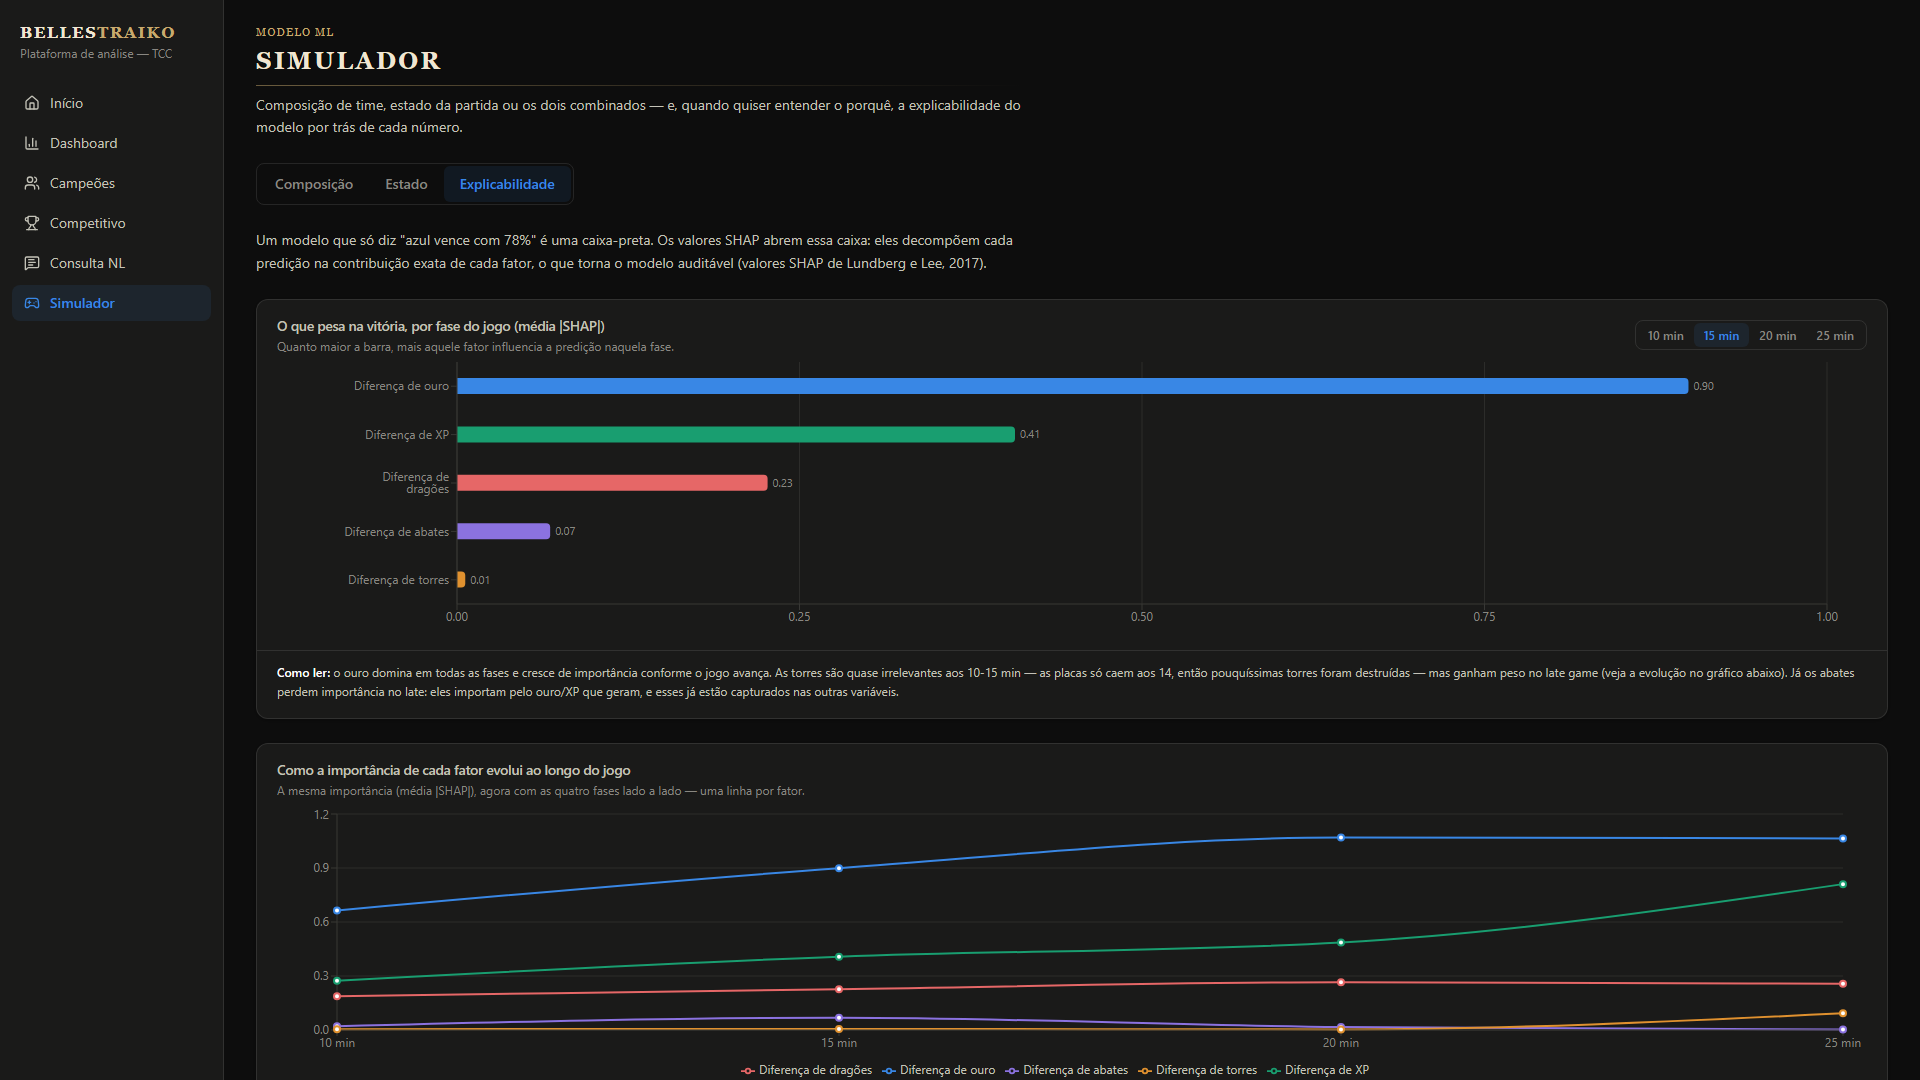 BELLESTRAIKO
Plataforma de análise — TCC
Início
Dashboard
Campeões
Competitivo
Consulta NL
Simulador
MODELO ML
SIMULADOR
Composição de time, estado da partida ou os dois combinados — e, quando quiser entender o porquê, a explicabilidade do
modelo por trás de cada número.
Composição Estado Explicabilidade
Um modelo que só diz "azul vence com 78%" é uma caixa-preta. Os valores SHAP abrem essa caixa: eles decompõem cada
predição na contribuição exata de cada fator, o que torna o modelo auditável (valores SHAP de Lundberg e Lee, 2017).
O que pesa na vitória, por fase do jogo (média |SHAP|)
Quanto maior a barra, mais aquele fator influencia a predição naquela fase.
10 min 15 min 20 min 25 min
Diferença de ouro 0.90
Diferença de XP 0.41
Diferença de
dragões 0.23
Diferença de abates 0.07
Diferença de torres 0.01
0.00 0.25 0.50 0.75 1.00
Como ler: o ouro domina em todas as fases e cresce de importância conforme o jogo avança. As torres são quase irrelevantes aos 10-15 min — as placas só caem aos 14, então pouquíssimas torres foram destruídas — mas ganham peso no late game (veja a evolução no gráfico abaixo). Já os abates
perdem importância no late: eles importam pelo ouro/XP que geram, e esses já estão capturados nas outras variáveis.
Como a importância de cada fator evolui ao longo do jogo
A mesma importância (média |SHAP|), agora com as quatro fases lado a lado — uma linha por fator.
1.2
0.9
0.6
0.3
0.0
10 min 15 min 20 min 25 min
Diferença de dragões Diferença de ouro Diferença de abates Diferença de torres Diferença de XP